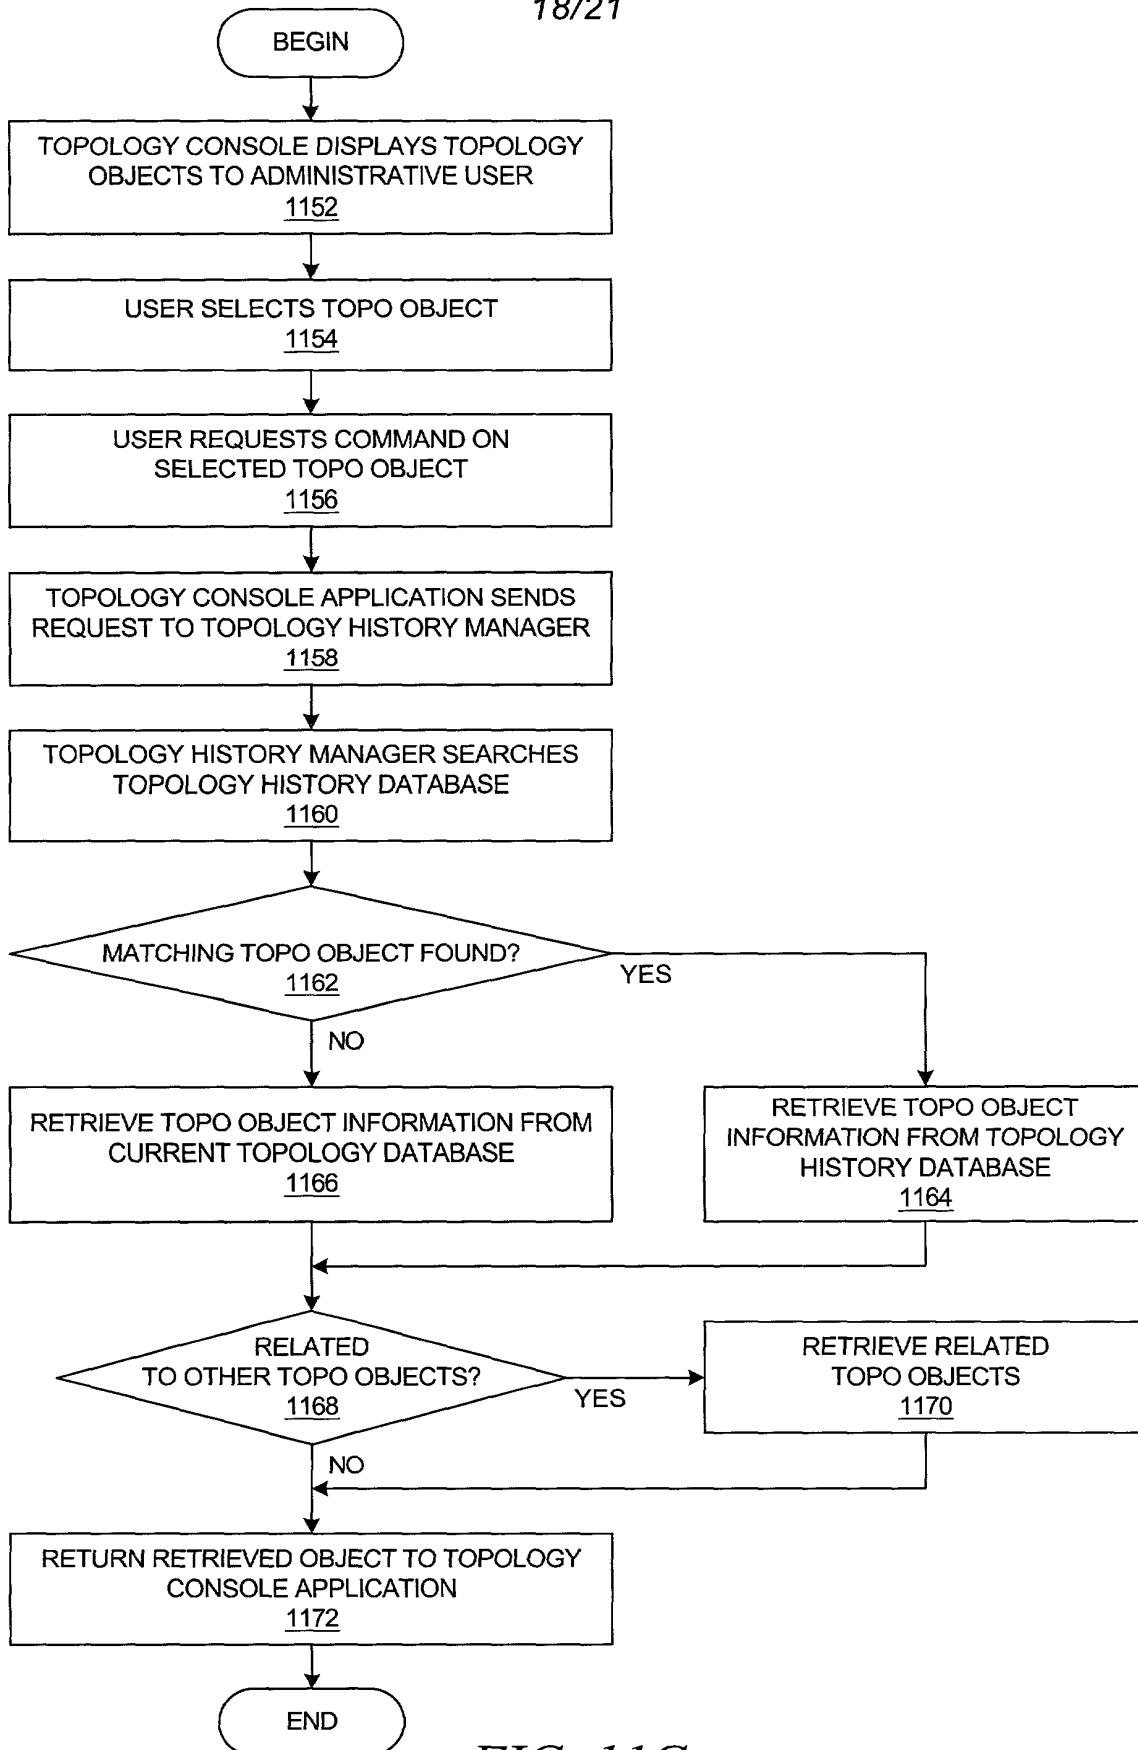 18/21
BEGIN
TOPOLOGY CONSOLE DISPLAYS TOPOLOGY
OBJECTS TO ADMINISTRATIVE USER
1152
USER SELECTS TOPO OBJECT
1154
USER REQUESTS COMMAND ON
SELECTED TOPO OBJECT
1156
TOPOLOGY CONSOLE APPLICATION SENDS
REQUEST TO TOPOLOGY HISTORY MANAGER
1158
TOPOLOGY HISTORY MANAGER SEARCHES
TOPOLOGY HISTORY DATABASE
1160
MATCHING TOPO OBJECT FOUND?
1162
YES
NO
RETRIEVE TOPO OBJECT INFORMATION FROM
CURRENT TOPOLOGY DATABASE
1166
RETRIEVE TOPO OBJECT
INFORMATION FROM TOPOLOGY
HISTORY DATABASE
1164
RELATED
TO OTHER TOPO OBJECTS?
1168
YES
NO
RETRIEVE RELATED
TOPO OBJECTS
1170
RETURN RETRIEVED OBJECT TO TOPOLOGY
CONSOLE APPLICATION
1172
END
FIG. 11C